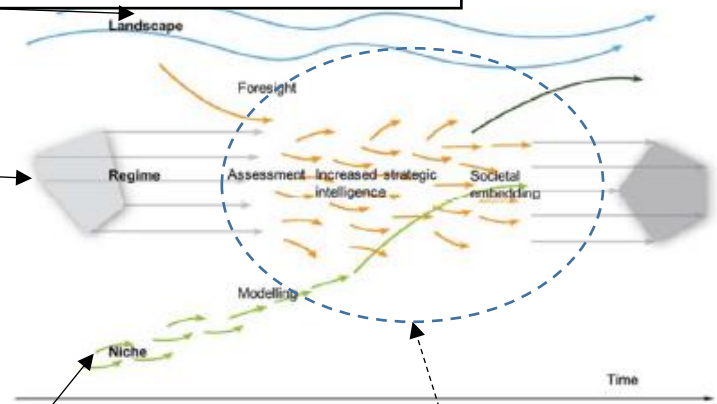 Landscape
Foresight
Regime
Assessment
Increased strategic
intelligence
Societal
embedding
Modelling
Niche
Time